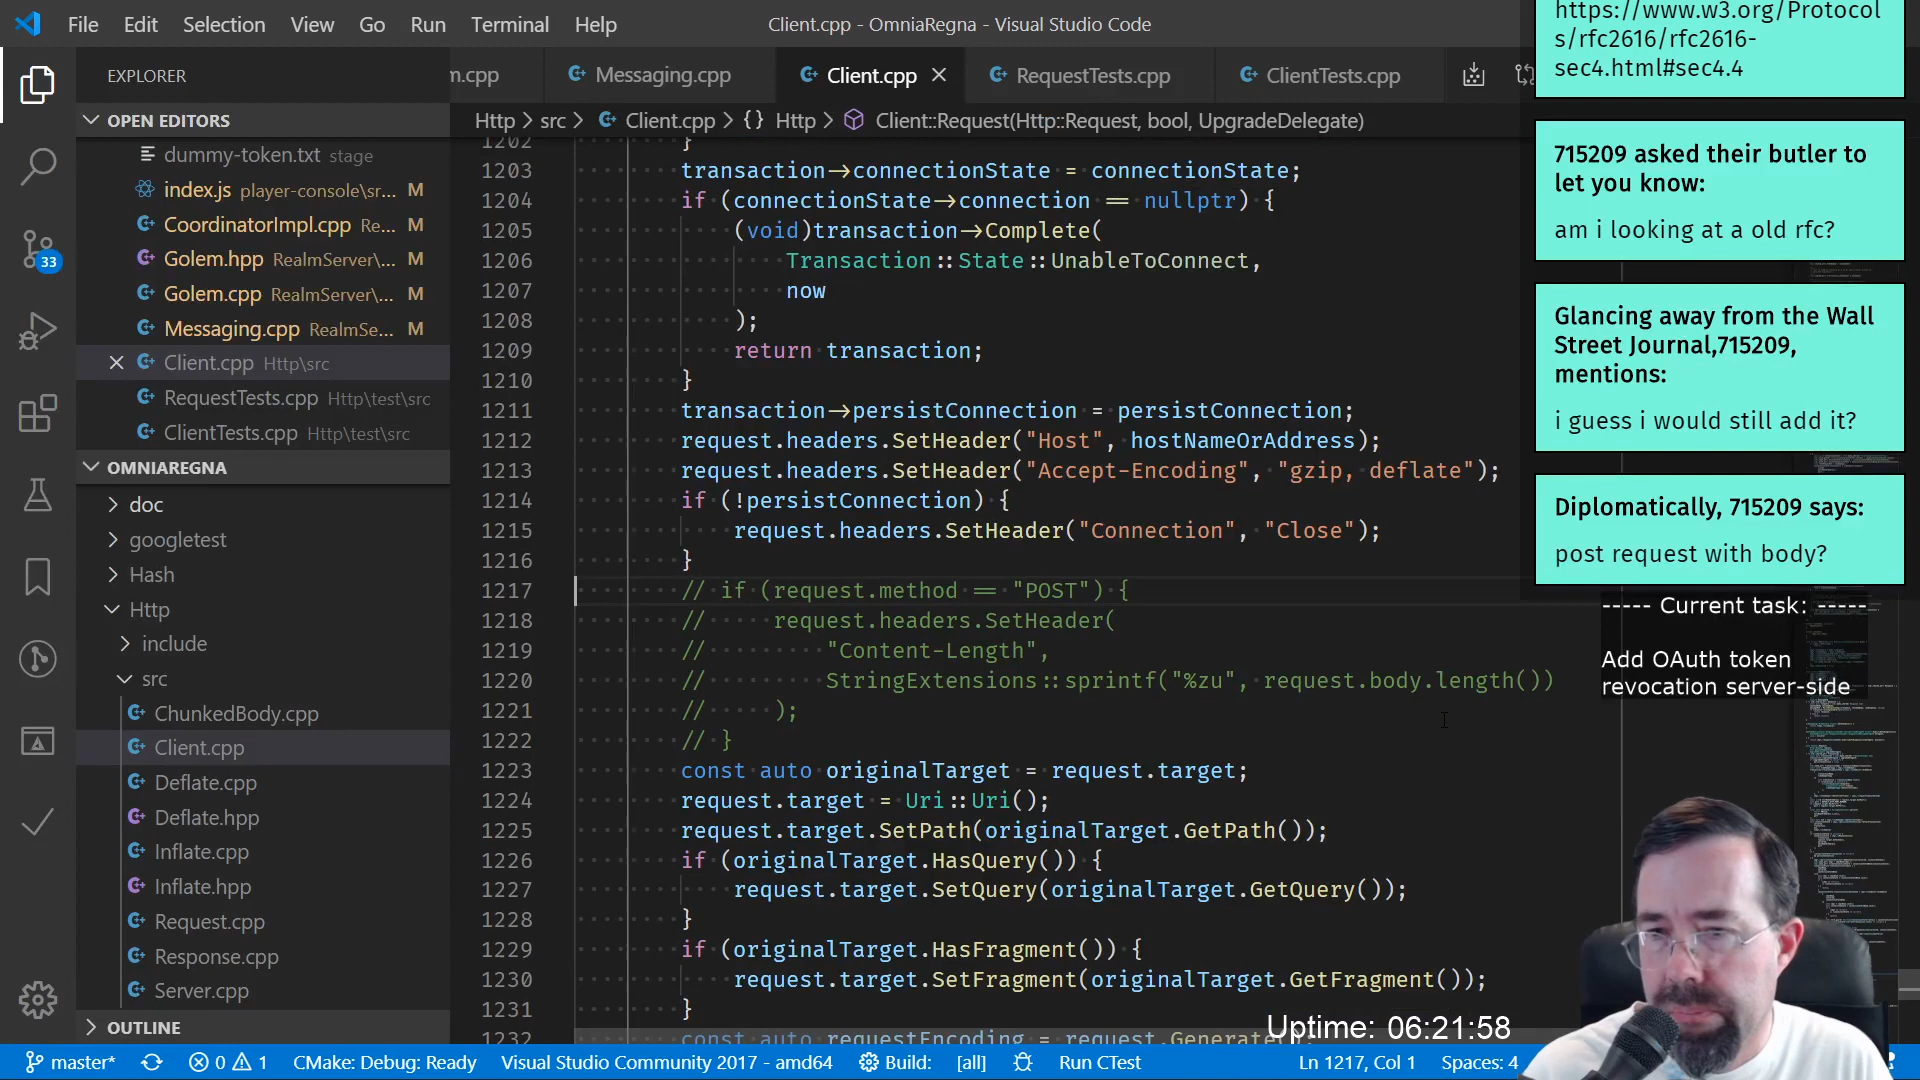 File Edit Selection View Go Run Terminal Help
Client.cpp - OmniaRegna - Visual Studio Code
EXPLORER
m.cpp
Messaging.cpp
Client.cpp
RequestTests.cpp
ClientTests.cpp
OPEN EDITORS
Http > src > Client.cpp > {} Http > Client::Request(Http::Request, bool, UpgradeDelegate)
dummy-token.txt stage
index.js player-console\sr... M
CoordinatorImpl.cpp Re... M
Golem.hpp RealmServer\... M
Golem.cpp RealmServer\... M
Messaging.cpp RealmSe... M
Client.cpp Http\src
RequestTests.cpp Http\test\src
ClientTests.cpp Http\test\src
33
OMNIAREGNA
doc
googletest
Hash
Http
include
src
ChunkedBody.cpp
Client.cpp
Deflate.cpp
Deflate.hpp
Inflate.cpp
Inflate.hpp
Request.cpp
Response.cpp
Server.cpp
OUTLINE
1202 }
1203 transaction->connectionState = connectionState;
1204 if (connectionState->connection == nullptr) {
1205 (void)transaction->Complete(
1206 Transaction::State::UnableToConnect,
1207 now
1208 );
1209 return transaction;
1210 }
1211 transaction->persistConnection = persistConnection;
1212 request.headers.SetHeader("Host", hostNameOrAddress);
1213 request.headers.SetHeader("Accept-Encoding", "gzip, deflate");
1214 if (!persistConnection) {
1215 request.headers.SetHeader("Connection", "Close");
1216 }
1217 // if (request.method == "POST") {
1218 // request.headers.SetHeader(
1219 // "Content-Length",
1220 // StringExtensions::sprintf("%zu", request.body.length())
1221 // );
1222 // }
1223 const auto originalTarget = request.target;
1224 request.target = Uri::Uri();
1225 request.target.SetPath(originalTarget.GetPath());
1226 if (originalTarget.HasQuery()) {
1227 request.target.SetQuery(originalTarget.GetQuery());
1228 }
1229 if (originalTarget.HasFragment()) {
1230 request.target.SetFragment(originalTarget.GetFragment());
1231 }
1232 const auto requestEncoding = request.Generate();
https://www.w3.org/Protocol
s/rfc2616/rfc2616-
sec4.html#sec4.4
715209 asked their butler to
let you know:
am i looking at a old rfc?
Glancing away from the Wall
Street Journal,715209,
mentions:
i guess i would still add it?
Diplomatically, 715209 says:
post request with body?
----- Current task: -----
Add OAuth token
revocation server-side
Uptime: 06:21:58
master* 0 1 CMake: Debug: Ready Visual Studio Community 2017 - amd64 Build: [all] Run CTest Ln 1217, Col 1 Spaces: 4